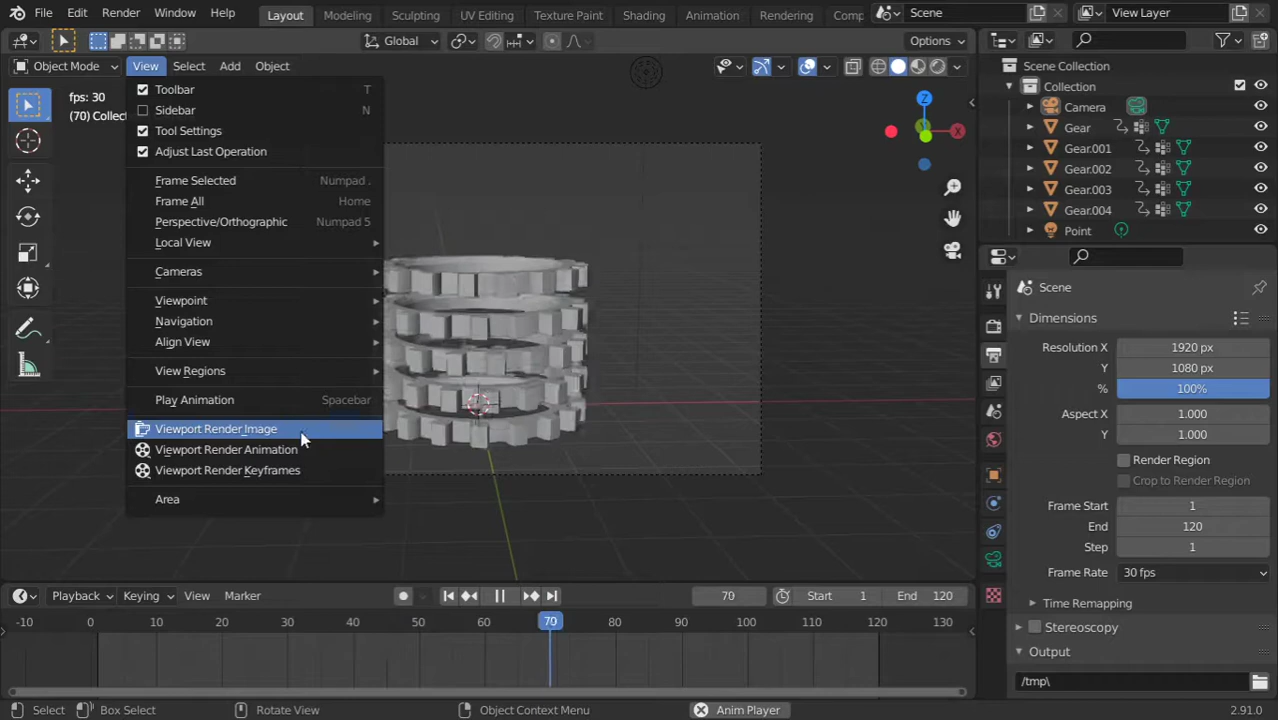 File Edit Render Window Help Layout Modeling Sculpting UV Editing Texture Paint Shading Animation Rendering Comp Scene View Layer
Global Options
Object Mode View Select Add Object
fps: 30
(70) Collec
Toolbar T
Sidebar N
Tool Settings
Adjust Last Operation
Frame Selected Numpad .
Frame All Home
Perspective/Orthographic Numpad 5
Local View
Cameras
Viewpoint
Navigation
Align View
View Regions
Play Animation Spacebar
Viewport Render Image
Viewport Render Animation
Viewport Render Keyframes
Area
Z
X
Y
Scene Collection
Collection
Camera
Gear
Gear.001
Gear.002
Gear.003
Gear.004
Point
Scene
Dimensions
Resolution X 1920 px
Y 1080 px
% 100%
Aspect X 1.000
Y 1.000
Render Region
Crop to Render Region
Frame Start 1
End 120
Step 1
Frame Rate 30 fps
Time Remapping
Stereoscopy
Output
/tmp\
Playback Keying View Marker 70 Start 1 End 120
-10 0 10 20 30 40 50 60 70 80 90 100 110 120 130
Select Box Select Rotate View Object Context Menu Anim Player 2.91.0